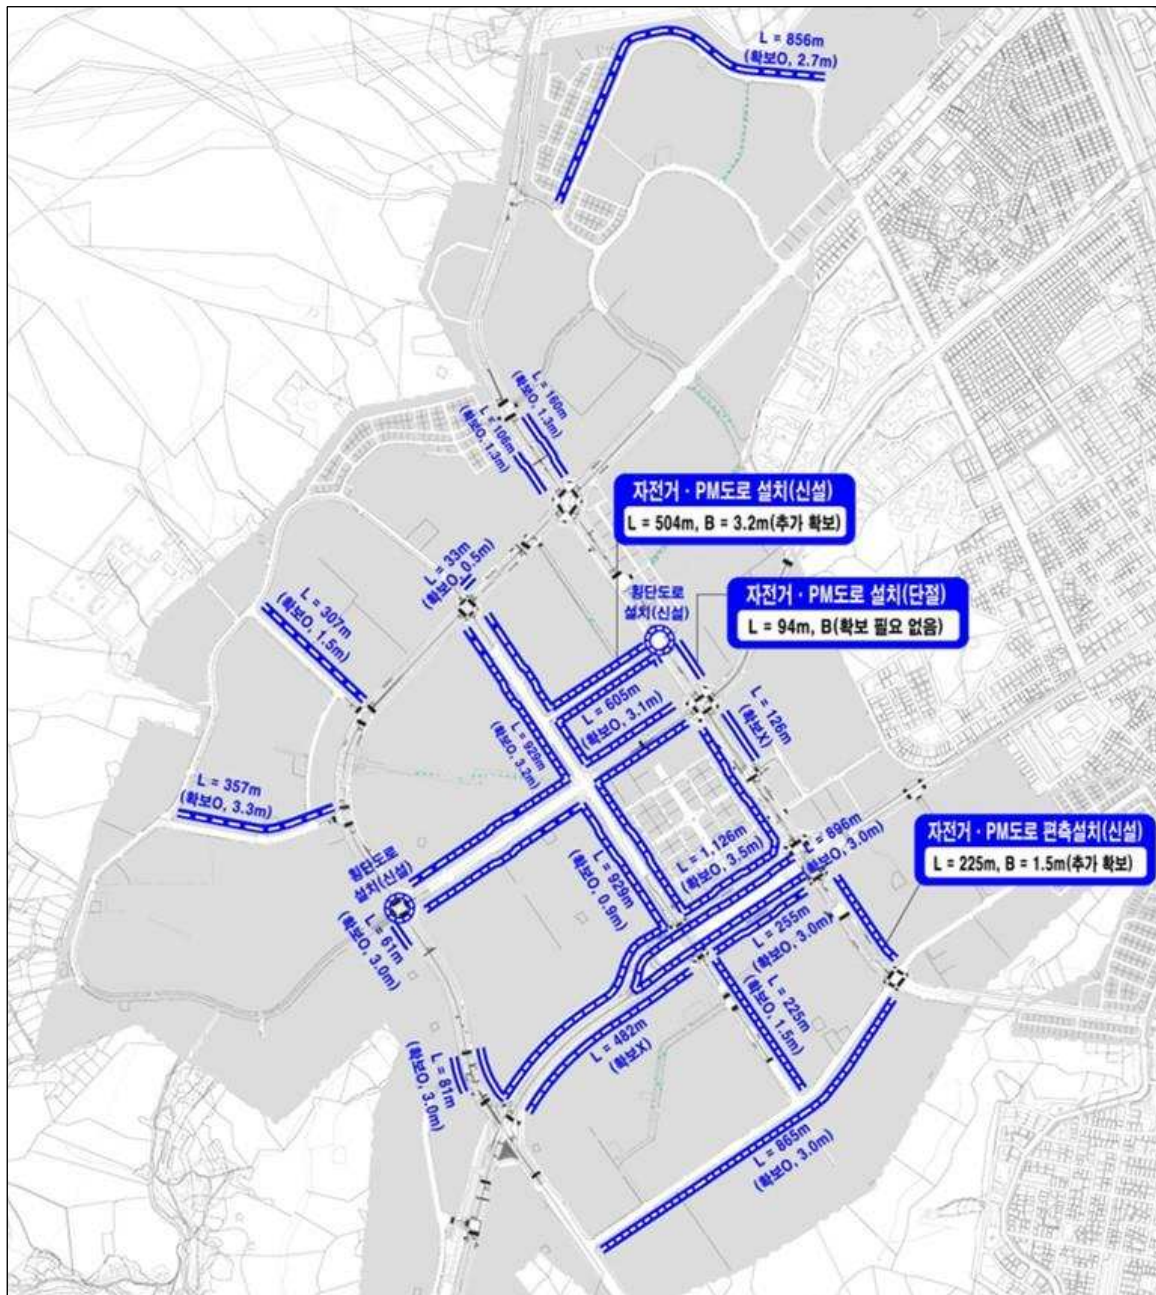 L = 856m
(확보O, 2.7m)
L = 160m
(확보O, 1.3m)
L = 106m
(확보O, 1.3m)
자전거 · PM도로 설치(신설)
L = 504m, B = 3.2m(추가 확보)
L = 33m
(확보O, 0.5m)
횡단도로
설치(신설)
자전거 · PM도로 설치(단절)
L = 94m, B(확보 필요 없음)
L = 307m
(확보O, 1.5m)
L = 605m
(확보O, 3.1m)
L = 126m
(확보X)
L = 929m
(확보O, 3.2m)
L = 357m
(확보O, 3.3m)
L = 1,126m
(확보O, 3.5m)
L = 896m
(확보O, 3.0m)
자전거 · PM도로 편측설치(신설)
L = 225m, B = 1.5m(추가 확보)
횡단도로
설치(신설)
L = 929m
(확보O, 0.9m)
L = 61m
(확보O, 3.0m)
L = 255m
(확보O, 3.0m)
L = 225m
(확보O, 1.5m)
L = 482m
(확보X)
L = 81m
(확보O, 3.0m)
L = 865m
(확보O, 3.0m)